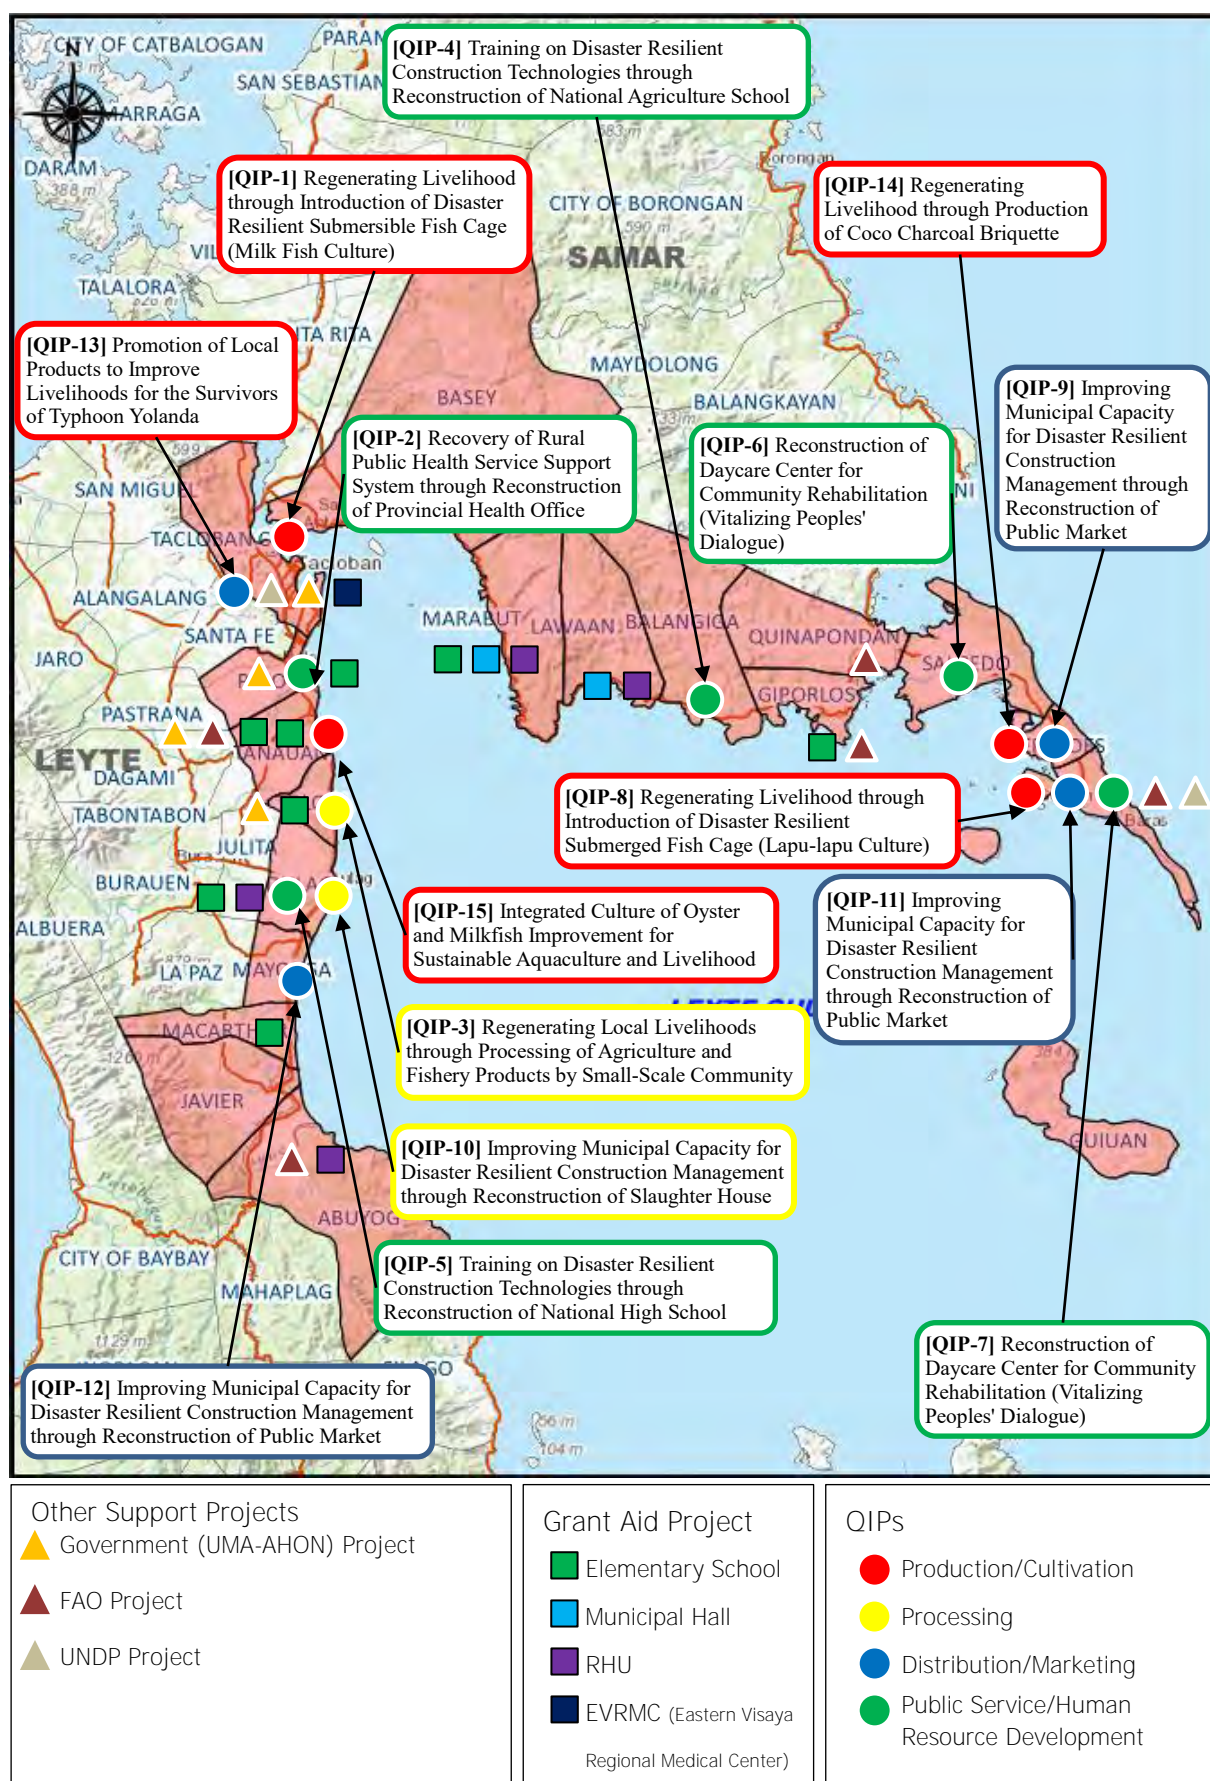 CITY OF CATBALOGAN
N
MARRAGA
DARAM
388 m
SAN SEBASTIAN
TALALORA
[QIP-4] Training on Disaster Resilient
Construction Technologies through
Reconstruction of National Agriculture School
Borongan
[QIP-1] Regenerating Livelihood
through Introduction of Disaster
Resilient Submersible Fish Cage
(Milk Fish Culture)
[QIP-14] Regenerating
Livelihood through Production
of Coco Charcoal Briquette
CITY OF BORONGAN
590 m
SAMAR
[QIP-13] Promotion of Local
Products to Improve
Livelihoods for the Survivors
of Typhoon Yolanda
NTA RITA
MAYDOLONG
BALANGKAYAN
BASEY
[QIP-9] Improving
Municipal Capacity
for Disaster Resilient
Construction
Management through
Reconstruction of
Public Market
[QIP-2] Recovery of Rural
Public Health Service Support
System through Reconstruction
of Provincial Health Office
[QIP-6] Reconstruction of
Daycare Center for
Community Rehabilitation
(Vitalizing Peoples'
Dialogue)
NI
599
SAN MIGUEL
TACLOBAN
Tacloban
ALANGALANG
SANTA FE
JARO
MARABUT
LAWAAN
BALANGIGA
QUINAPONDAN
GIPORLOS
PASTRANA
LEYTE
DAGAMI
TABONTABON
JULITA
BURAUEN
ALBUERA
LA PAZ
[QIP-8] Regenerating Livelihood through
Introduction of Disaster Resilient
Submerged Fish Cage (Lapu-lapu Culture)
[QIP-15] Integrated Culture of Oyster
and Milkfish Improvement for
Sustainable Aquaculture and Livelihood
[QIP-11] Improving
Municipal Capacity for
Disaster Resilient
Construction Management
through Reconstruction of
Public Market
[QIP-3] Regenerating Local Livelihoods
through Processing of Agriculture and
Fishery Products by Small-Scale Community
1260 m
JAVIER
384 m
GUIUAN
[QIP-10] Improving Municipal Capacity for
Disaster Resilient Construction Management
through Reconstruction of Slaughter House
ABUYOG
CITY OF BAYBAY
MAHAPLAG
1129 m
[QIP-5] Training on Disaster Resilient
Construction Technologies through
Reconstruction of National High School
[QIP-7] Reconstruction of
Daycare Center for Community
Rehabilitation (Vitalizing
Peoples' Dialogue)
[QIP-12] Improving Municipal Capacity for
Disaster Resilient Construction Management
through Reconstruction of Public Market
104 m
Other Support Projects
Government (UMA-AHON) Project
FAO Project
UNDP Project
Grant Aid Project
Elementary School
Municipal Hall
RHU
EVRMC (Eastern Visaya
Regional Medical Center)
QIPs
Production/Cultivation
Processing
Distribution/Marketing
Public Service/Human
Resource Development